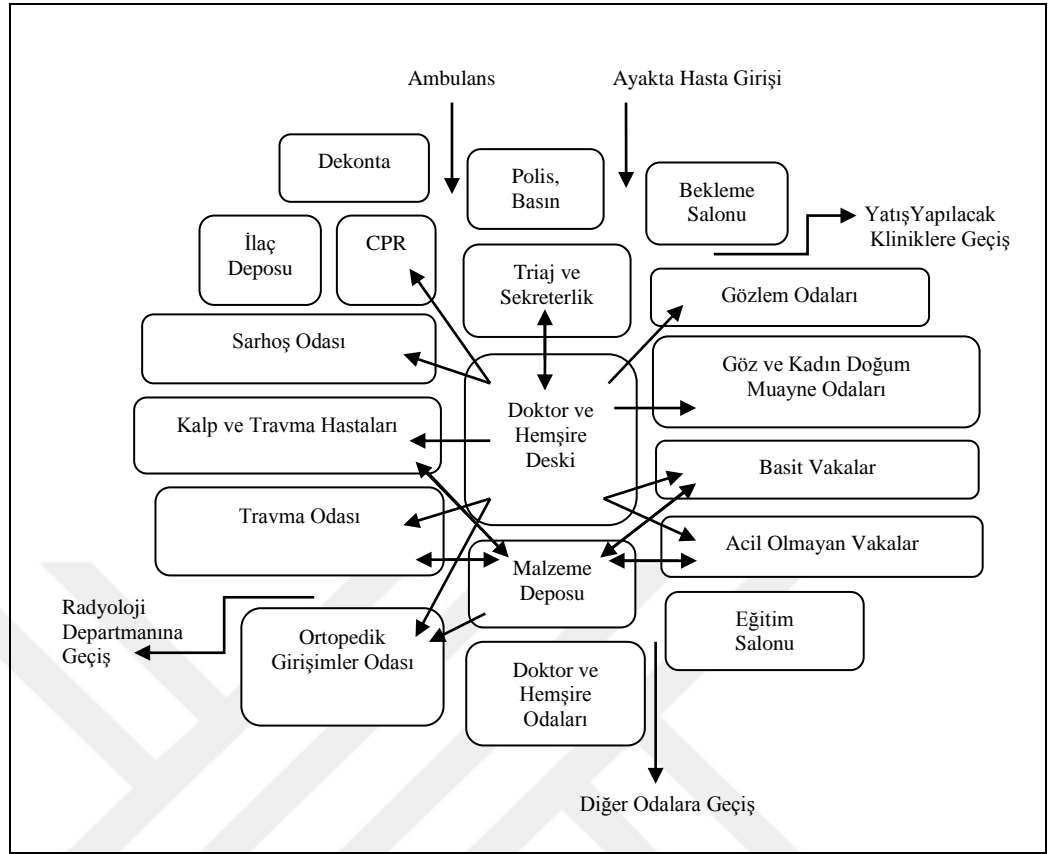 Ambulans
Ayakta Hasta Girişi
Dekonta
Polis,
Basın
Bekleme
Salonu
YatışYapılacak
Kliniklere Geçiş
İlaç
Deposu
CPR
Triaj ve
Sekreterlik
Gözlem Odaları
Sarhoş Odası
Göz ve Kadın Doğum
Muayne Odaları
Kalp ve Travma Hastaları
Doktor ve
Hemşire
Deski
Basit Vakalar
Travma Odası
Acil Olmayan Vakalar
Malzeme
Deposu
Radyoloji
Departmanına
Geçiş
Ortopedik
Girişimler Odası
Eğitim
Salonu
Doktor ve
Hemşire
Odaları
Diğer Odalara Geçiş